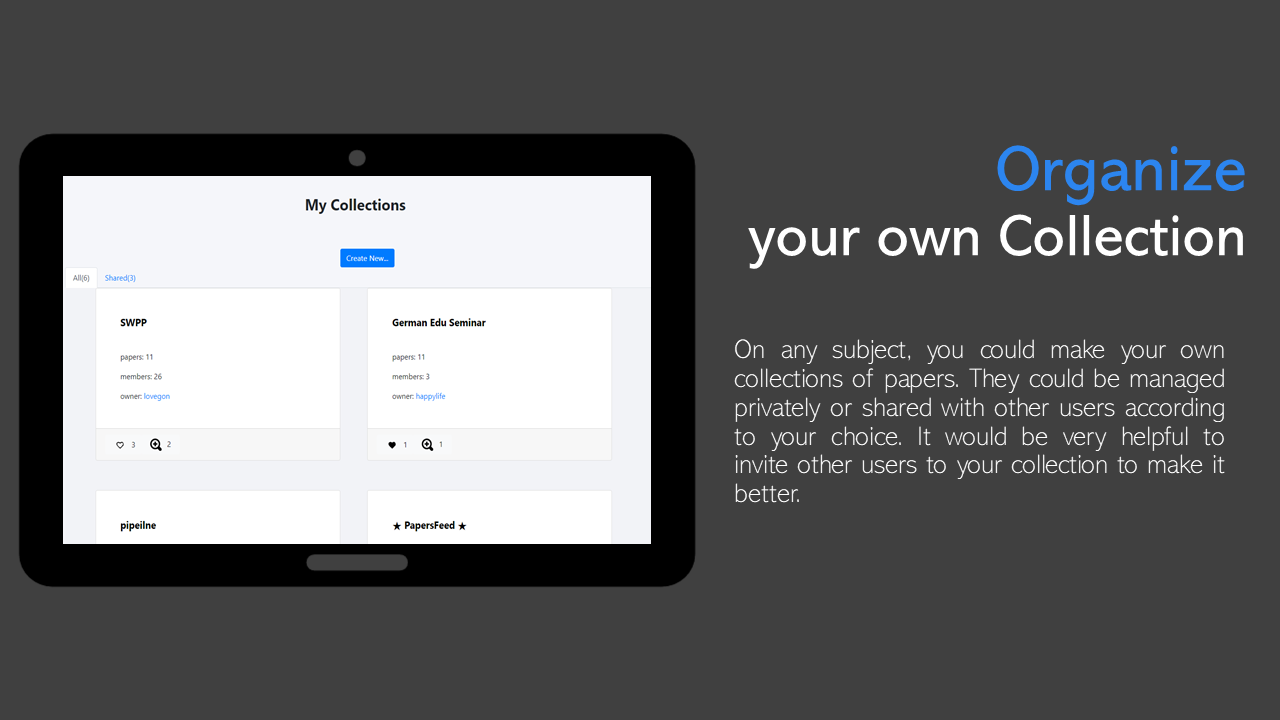 My Collections
Create New...
All(6) Shared(3)
SWPP
papers: 11
members: 26
owner: lovegon
3 2
German Edu Seminar
papers: 11
members: 3
owner: happylife
1 1
pipeilne
★ PapersFeed ★
Organize
your own Collection
On any subject, you could make your own
collections of papers. They could be managed
privately or shared with other users according
to your choice. It would be very helpful to
invite other users to your collection to make it
better.